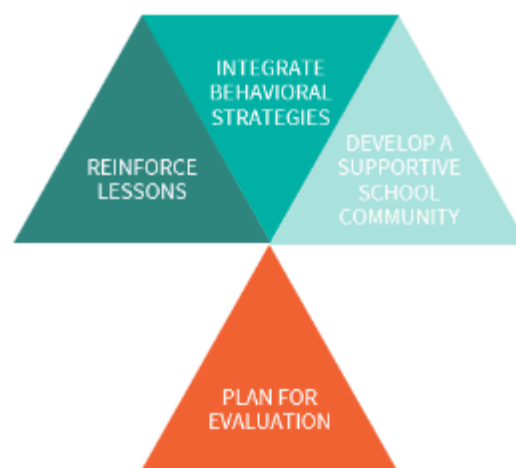 INTEGRATE
BEHAVIORAL
STRATEGIES
REINFORCE
LESSONS
DEVELOP A
SUPPORTIVE
SCHOOL
COMMUNITY
PLAN FOR
EVALUATION